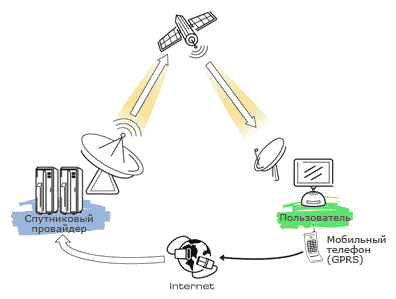 Спутниковый
провайдер
Пользователь
Мобильный
телефон
(GPRS)
Internet